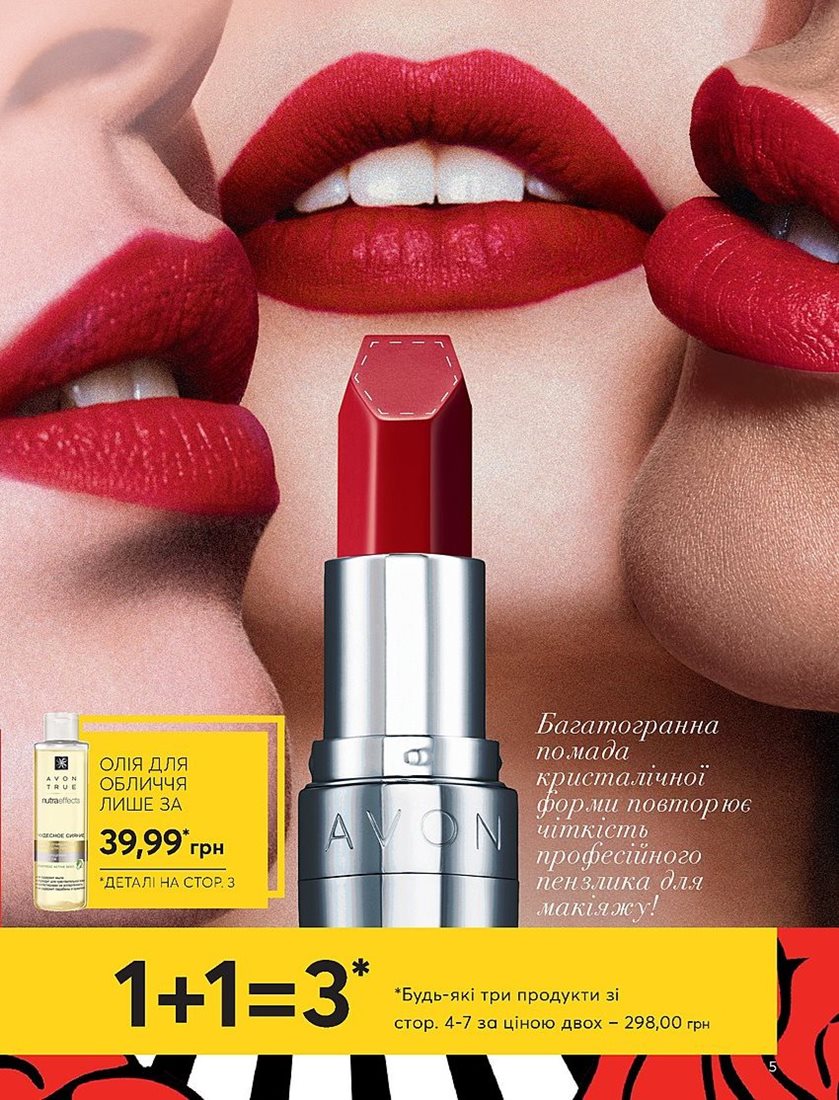 Багатогранна
помада
кристалічної
форми повторює
чіткість
професійного
пензлика для
макіяжу!
AVON
AVON
TRUE
nutraeffects
ОЛІЯ ДЛЯ
ОБЛИЧЧЯ
ЛИШЕ ЗА
39,99* грн
*ДЕТАЛІ НА СТОР. 3
1+1=3*
*Будь-які три продукти зі
стор. 4-7 за ціною двох – 298,00 грн
5